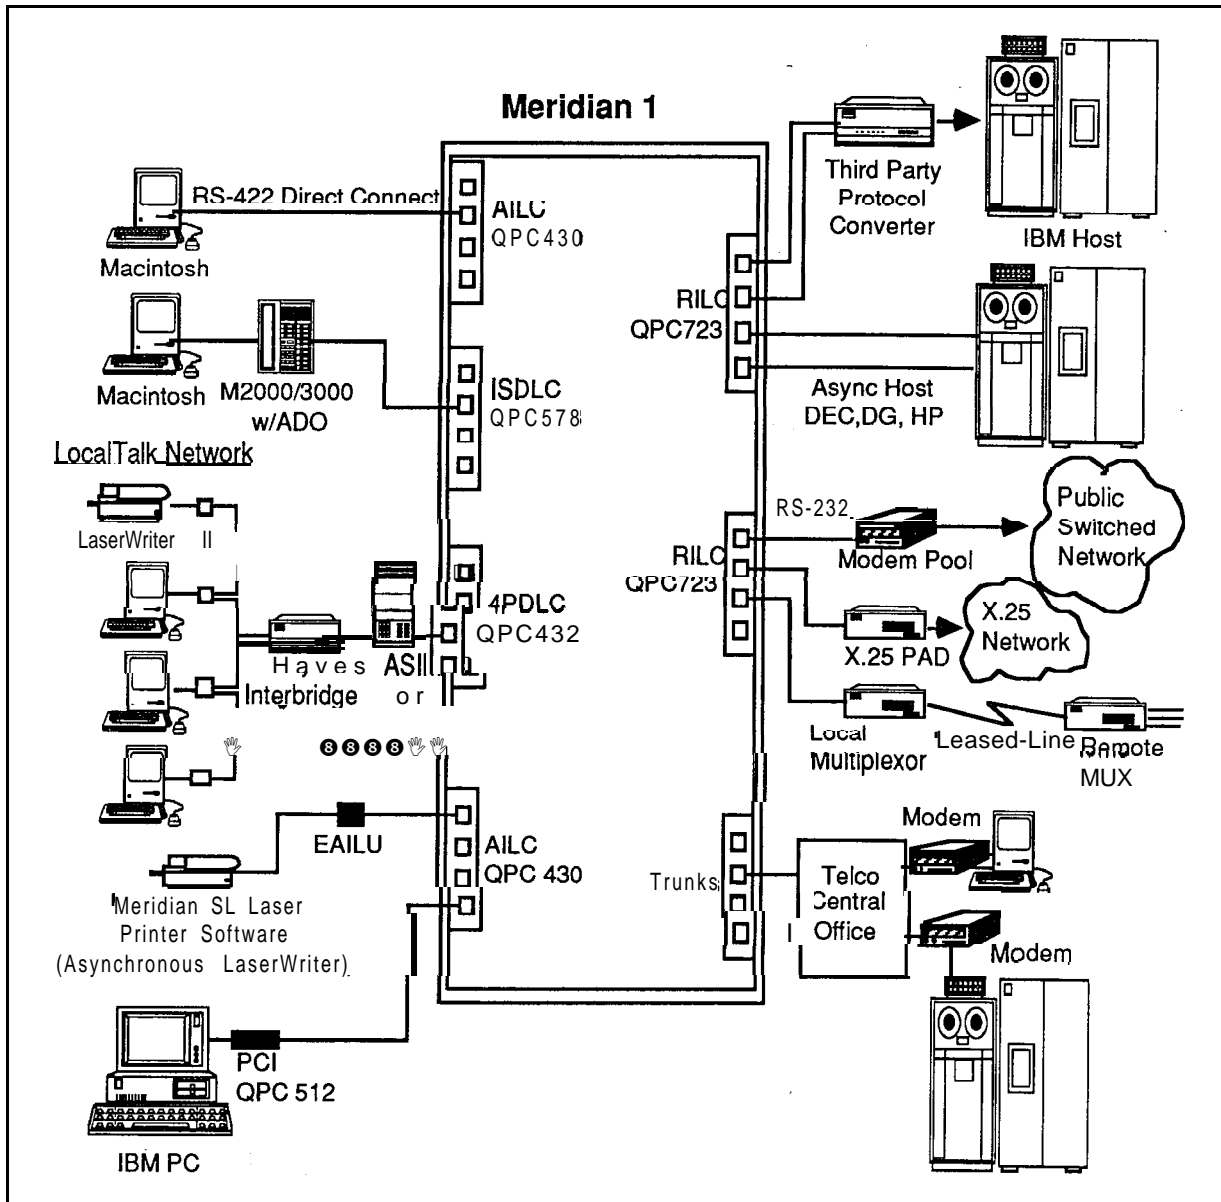 Meridian 1
RS-422 Direct Connect
AILC
QPC430
Macintosh
Third Party
Protocol
Converter
IBM Host
RILC
QPC723
Macintosh
M2000/3000
w/ADO
ISDLC
QPC578
Async Host
DEC,DG, HP
LocalTalk Network
LaserWriter II
RS-232
Modem Pool
Public
Switched
Network
RILC
QPC723
4PDLC
QPC432
Hayes
Interbridge
ASIL
or
X.25 PAD
X.25
Network
Local
Multiplexor
Leased-Line
Remote
MUX
EAILU
AILC
QPC 430
Meridian SL Laser
Printer Software
(Asynchronous LaserWriter)
Trunks
Telco
Central
Office
Modem
Modem
PCI
QPC 512
IBM PC